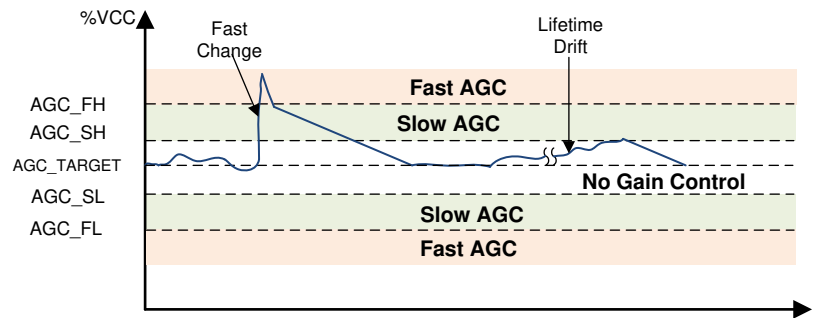 %VCC
Fast
Change
Lifetime
Drift
Fast AGC
AGC_FH
Slow AGC
AGC_SH
AGC_TARGET
No Gain Control
AGC_SL
Slow AGC
AGC_FL
Fast AGC